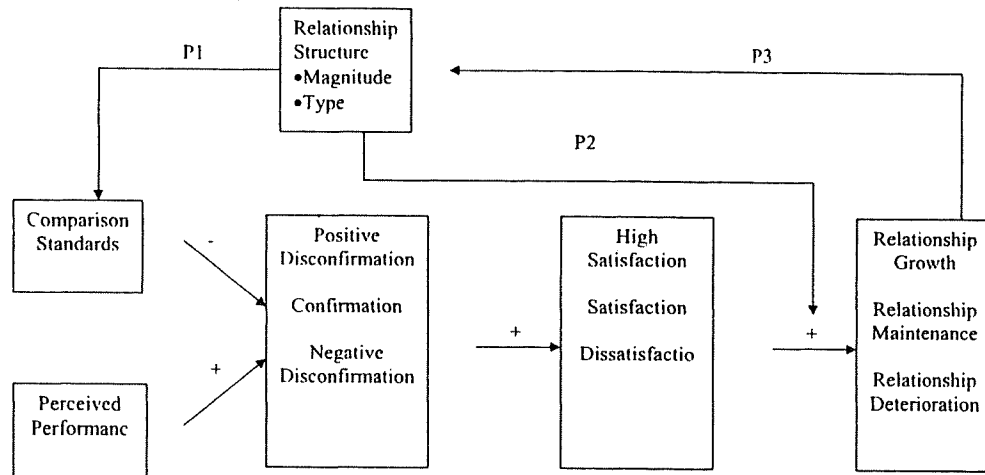 Relationship
Structure
•Magnitude
•Type
P1
P3
P2
Comparison
Standards
-
Positive
Disconfirmation
Confirmation
Negative
Disconfirmation
+
Perceived
Performanc
+
High
Satisfaction
Satisfaction
Dissatisfactio
+
Relationship
Growth
Relationship
Maintenance
Relationship
Deterioration